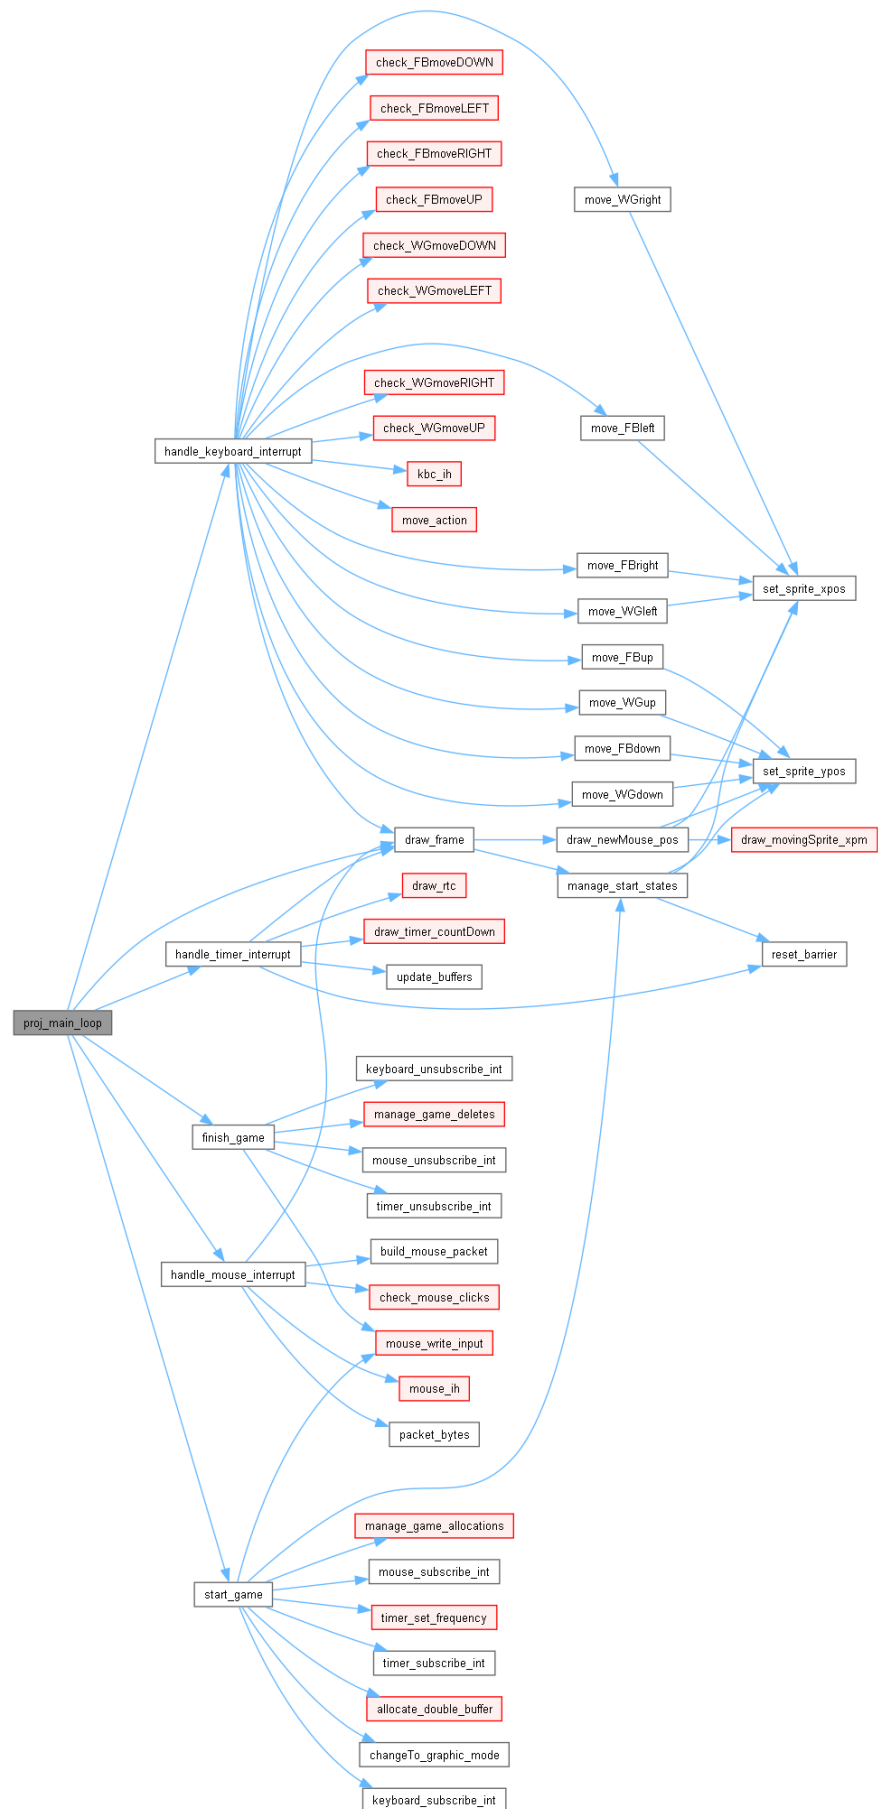 check_FBmoveDOWN
check_FBmoveLEFT
check_FBmoveRIGHT
check_FBmoveUP
move_WGright
check_WGmoveDOWN
check_WGmoveLEFT
check_WGmoveRIGHT
check_WGmoveUP
move_FBleft
handle_keyboard_interrupt
kbc_ih
move_action
move_FBright
set_sprite_xpos
move_WGleft
move_FBup
move_WGup
move_FBdown
set_sprite_ypos
move_WGdown
draw_frame
draw_newMouse_pos
draw_movingSprite_xpm
draw_rtc
manage_start_states
draw_timer_countDown
handle_timer_interrupt
reset_barrier
update_buffers
proj_main_loop
keyboard_unsubscribe_int
manage_game_deletes
finish_game
mouse_unsubscribe_int
timer_unsubscribe_int
build_mouse_packet
handle_mouse_interrupt
check_mouse_clicks
mouse_write_input
mouse_ih
packet_bytes
manage_game_allocations
mouse_subscribe_int
start_game
timer_set_frequency
timer_subscribe_int
allocate_double_buffer
changeTo_graphic_mode
keyboard_subscribe_int